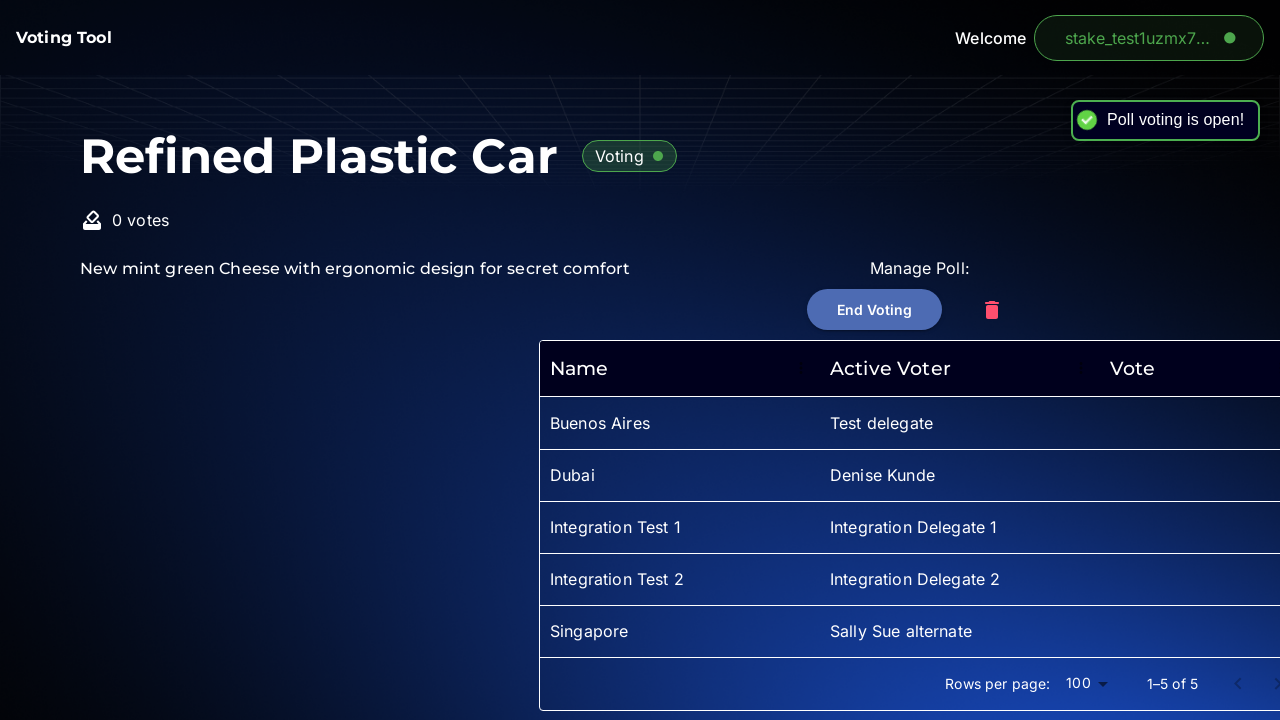 Voting Tool
Welcome
stake_test1uzmx7...
Poll voting is open!
Refined Plastic Car
Voting
0 votes
New mint green Cheese with ergonomic design for secret comfort
Manage Poll:
End Voting
Name Active Voter Vote
Buenos Aires Test delegate
Dubai Denise Kunde
Integration Test 1 Integration Delegate 1
Integration Test 2 Integration Delegate 2
Singapore Sally Sue alternate
Rows per page: 100 1–5 of 5